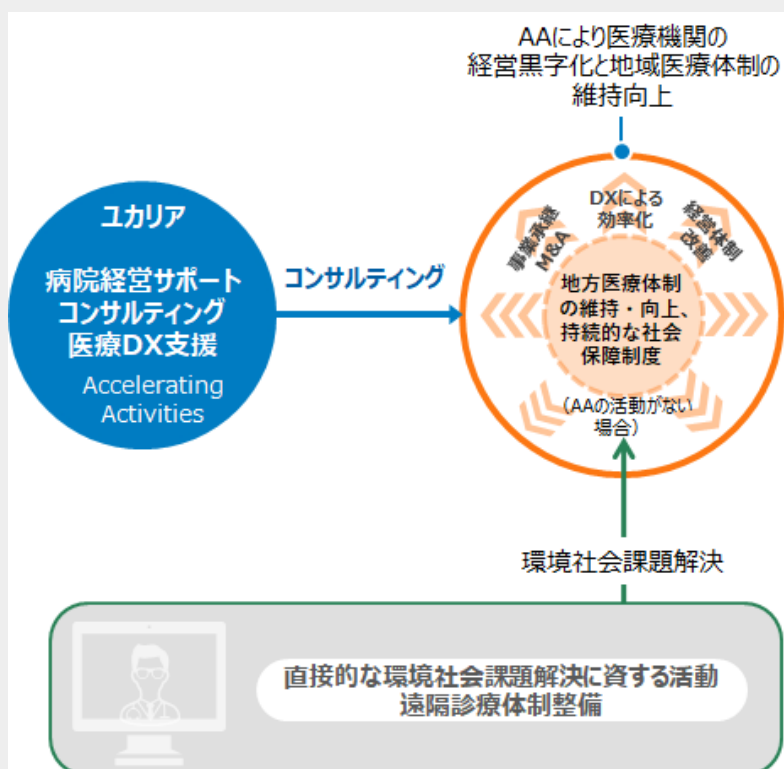 AAにより医療機関の
経営黒字化と地域医療体制の
維持向上
ユカリア
病院経営サポート
コンサルティング
医療DX支援
Accelerating
Activities
コンサルティング
事業承継
M&A
DXによる
効率化
経営体制
改善
地方医療体制
の維持・向上、
持続的な社会
保障制度
（AAの活動がない
場合）
環境社会課題解決
直接的な環境社会課題解決に資する活動
遠隔診療体制整備